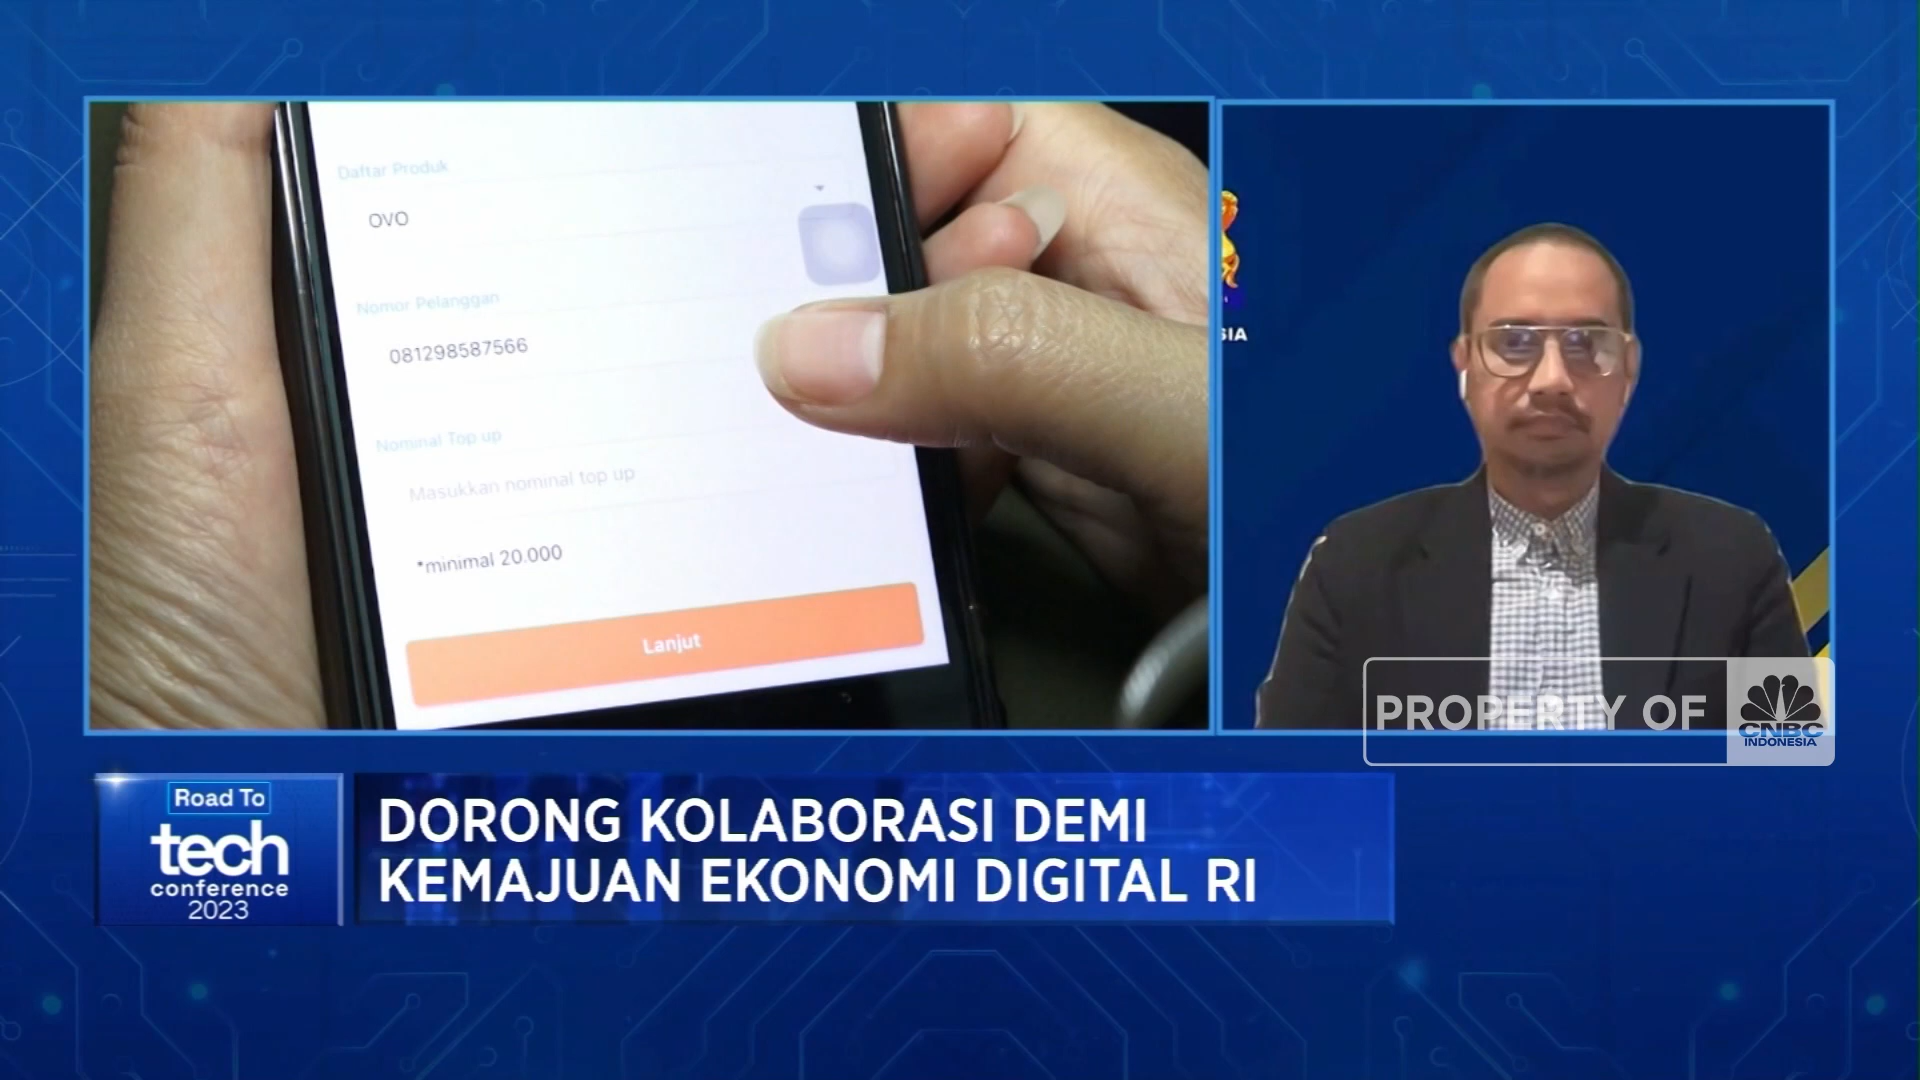 Daftar Produk
OVO
Nomor Pelanggan
081298587566
Nominal Top up
Masukkan nominal top up
*minimal 20.000
Lanjut
SIA
PROPERTY OF
CNBC
INDONESIA
Road To
tech
conference
2023
DORONG KOLABORASI DEMI
KEMAJUAN EKONOMI DIGITAL RI